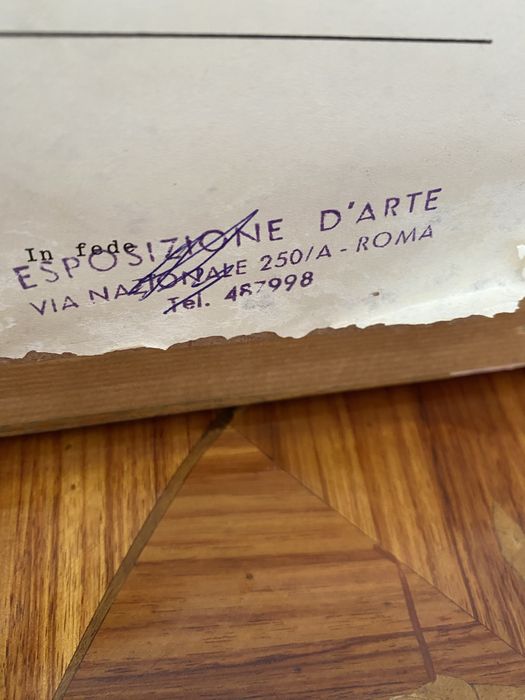 In fede
ESPOSIZIONE D'ARTE
VIA NAZIONALE 250/A - ROMA
Tel. 487998